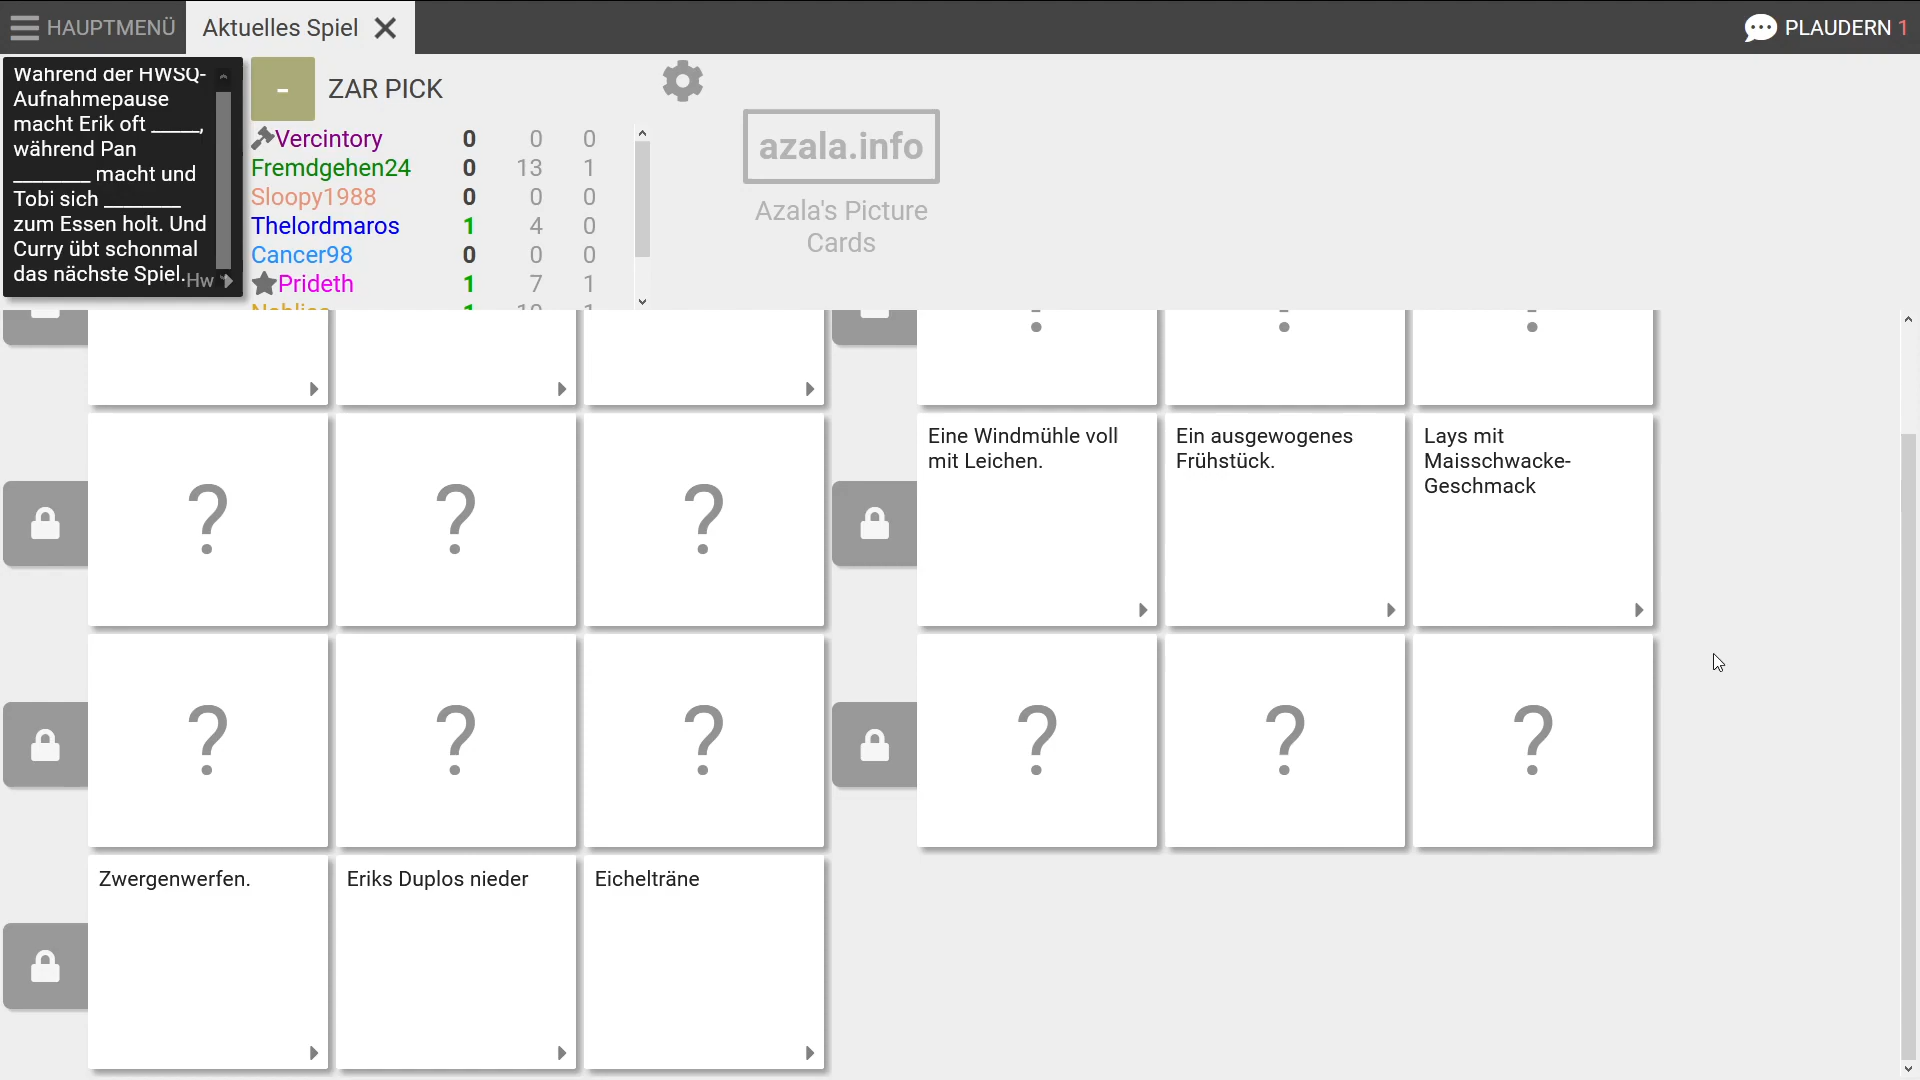 HAUPTMENÜ
Aktuelles Spiel
PLAUDERN 1
Während der HWSQ-
Aufnahmepause
macht Erik oft _____,
während Pan
________ macht und
Tobi sich ________
zum Essen holt. Und
Curry übt schonmal
das nächste Spiel.
Hw
-
ZAR PICK
Vercintory 0 0 0
Fremdgehen24 0 13 1
Sloopy1988 0 0 0
Thelordmaros 1 4 0
Cancer98 0 0 0
Prideth 1 7 1
azala.info
Azala's Picture
Cards
? ? ?
Eine Windmühle voll
mit Leichen.
Ein ausgewogenes
Frühstück.
Lays mit
Maisschwacke-
Geschmack
? ? ?
? ? ?
Zwergenwerfen.
Eriks Duplos nieder
Eichelträne